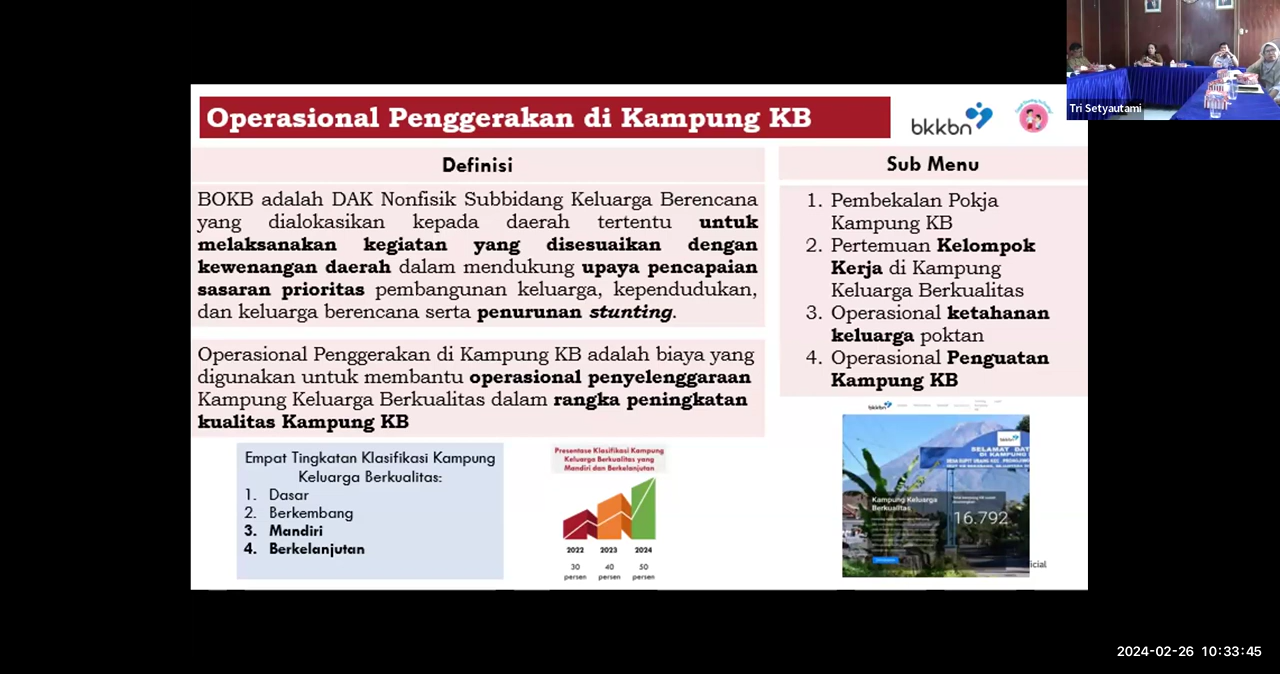 Operasional Penggerakan di Kampung KB
bkkbn
Tri Setyautami
Definisi
BOKB adalah DAK Nonfisik Subbidang Keluarga Berencana
yang dialokasikan kepada daerah tertentu untuk
melaksanakan kegiatan yang disesuaikan dengan
kewenangan daerah dalam mendukung upaya pencapaian
sasaran prioritas pembangunan keluarga, kependudukan,
dan keluarga berencana serta penurunan stunting.
Operasional Penggerakan di Kampung KB adalah biaya yang
digunakan untuk membantu operasional penyelenggaraan
Kampung Keluarga Berkualitas dalam rangka peningkatan
kualitas Kampung KB
Empat Tingkatan Klasifikasi Kampung
Keluarga Berkualitas:
1. Dasar
2. Berkembang
3. Mandiri
4. Berkelanjutan
Presentase Klasifikasi Kampung
Keluarga Berkualitas yang
Mandiri dan Berkelanjutan
2022 2023 2024
30 40 50
persen persen persen
Sub Menu
1. Pembekalan Pokja
Kampung KB
2. Pertemuan Kelompok
Kerja di Kampung
Keluarga Berkualitas
3. Operasional ketahanan
keluarga poktan
4. Operasional Penguatan
Kampung KB
bkkbn
bkkbn
SELAMAT DAT
DI KAMPUNG
Kampung Keluarga
Berkualitas
16.792
icial
2024-02-26 10:33:45